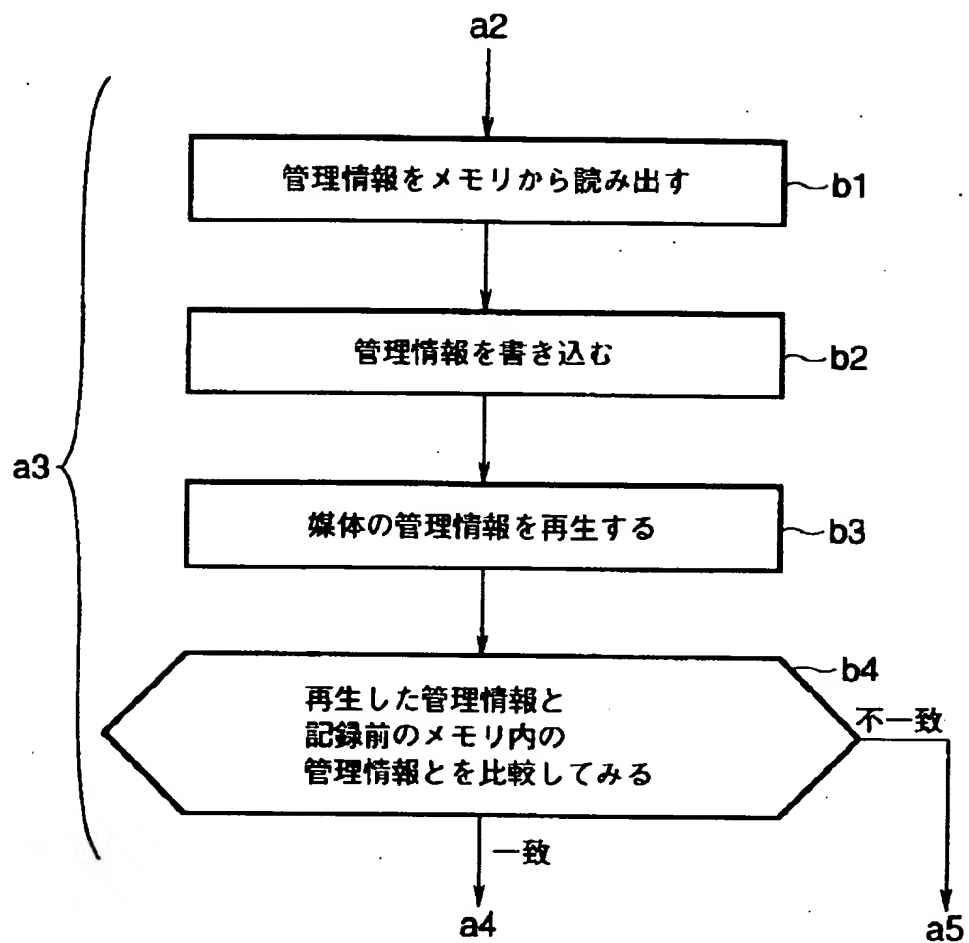 a2
管理情報をメモリから読み出す
b1
管理情報を書き込む
b2
a3
媒体の管理情報を再生する
b3
b4
再生した管理情報と
記録前のメモリ内の
管理情報とを比較してみる
不一致
一致
a4
a5